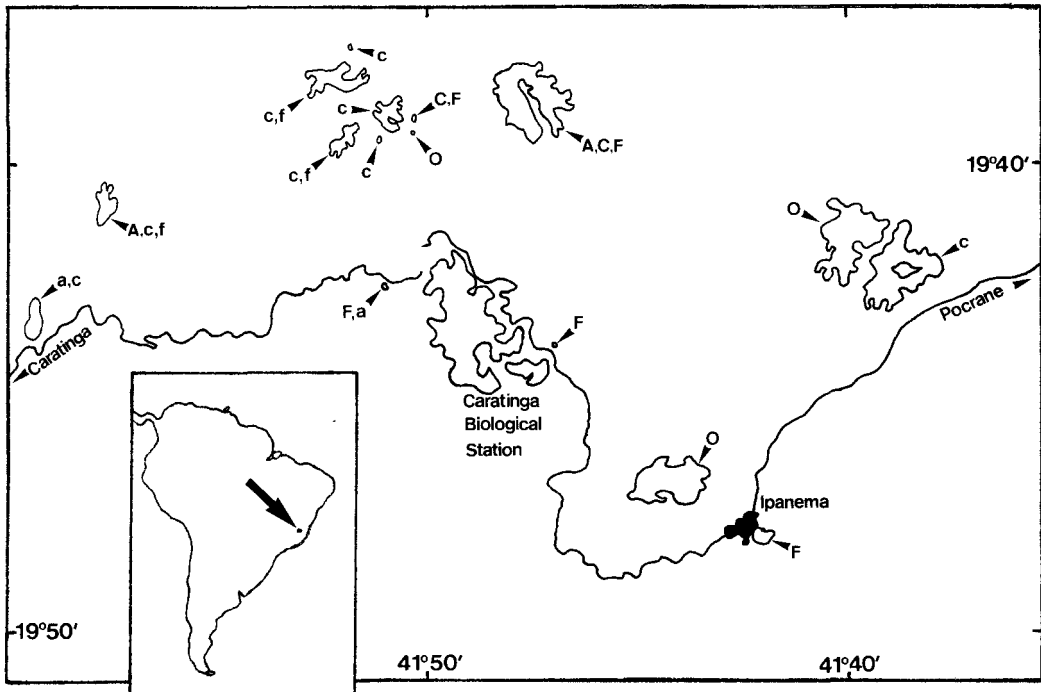 c
c,f
c
C,F
O
c,f
c
A,C,F
19°40′
A,c,f
O
c
a,c
F,a
F
Caratinga
Pocrane
Caratinga
Biological
Station
O
Ipanema
F
19°50′
41°50′
41°40′